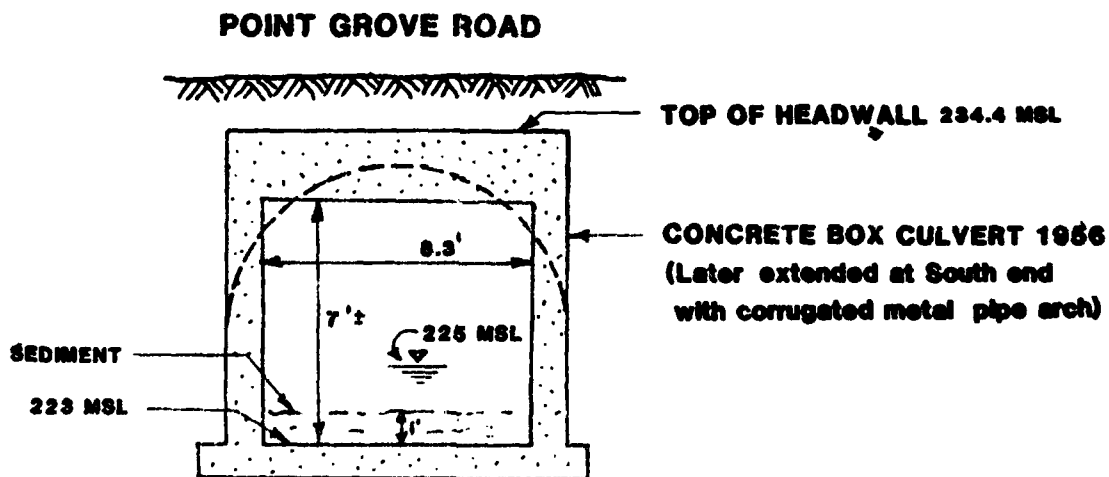 POINT GROVE ROAD
TOP OF HEADWALL 234.4 MSL
CONCRETE BOX CULVERT 1956
(Later extended at South end
with corrugated metal pipe arch)
8.3'
7'±
225 MSL
SEDIMENT
223 MSL
1'